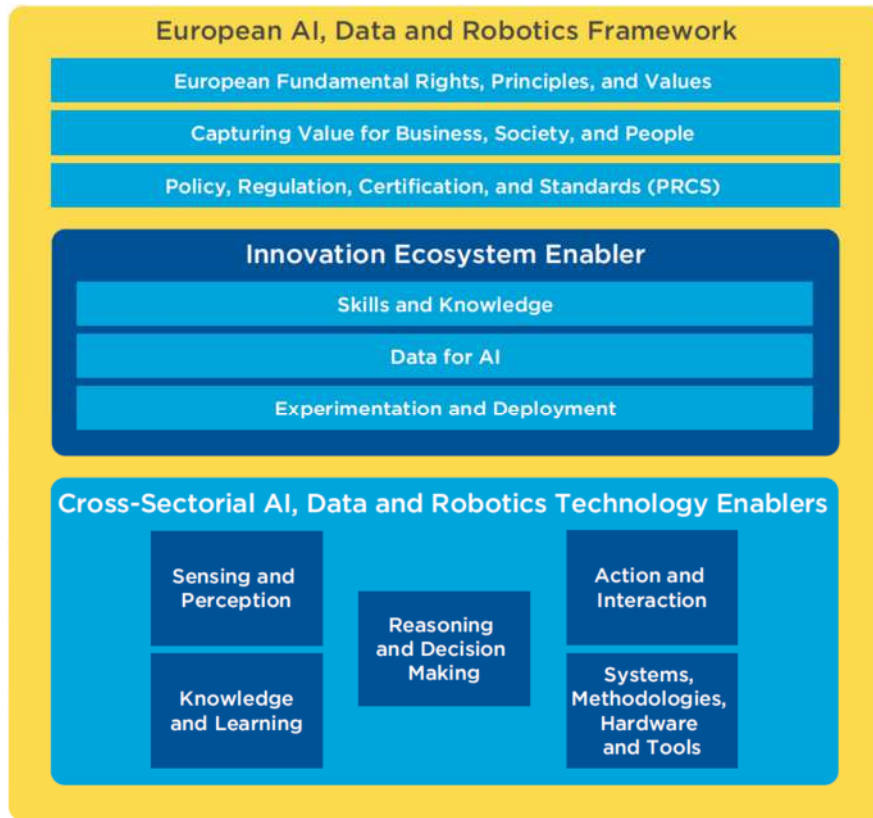 European AI, Data and Robotics Framework
European Fundamental Rights, Principles, and Values
Capturing Value for Business, Society, and People
Policy, Regulation, Certification, and Standards (PRCS)
Innovation Ecosystem Enabler
Skills and Knowledge
Data for AI
Experimentation and Deployment
Cross-Sectorial AI, Data and Robotics Technology Enablers
Sensing and
Perception
Knowledge
and Learning
Reasoning
and Decision
Making
Action and
Interaction
Systems,
Methodologies,
Hardware
and Tools